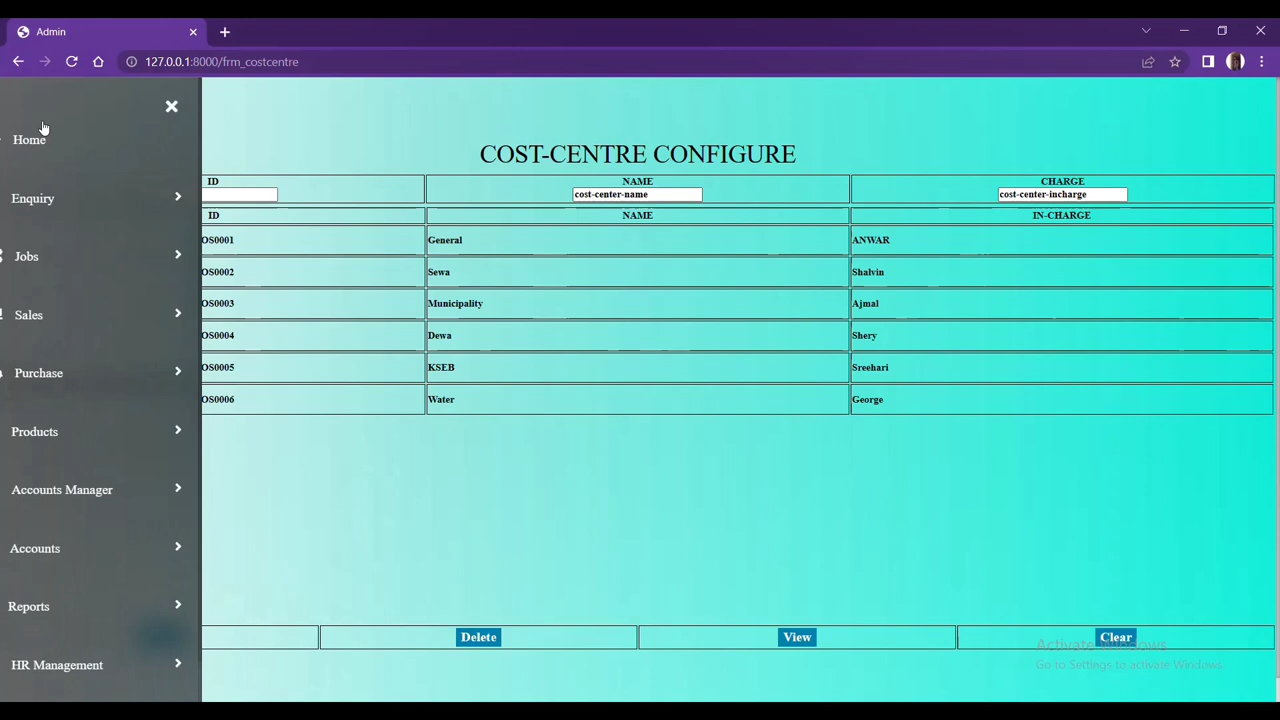 Admin
127.0.0.1:8000/frm_costcentre
Home
Enquiry
Jobs
Sales
Purchase
Products
Accounts Manager
Accounts
Reports
HR Management
COST-CENTRE CONFIGURE
ID NAME CHARGE
cost-center-name cost-center-incharge
ID NAME IN-CHARGE
OS0001 General ANWAR
OS0002 Sewa Shalvin
OS0003 Municipality Ajmal
OS0004 Dewa Shery
OS0005 KSEB Sreehari
OS0006 Water George
Delete View Clear
Activate Windows
Go to Settings to activate Windows.